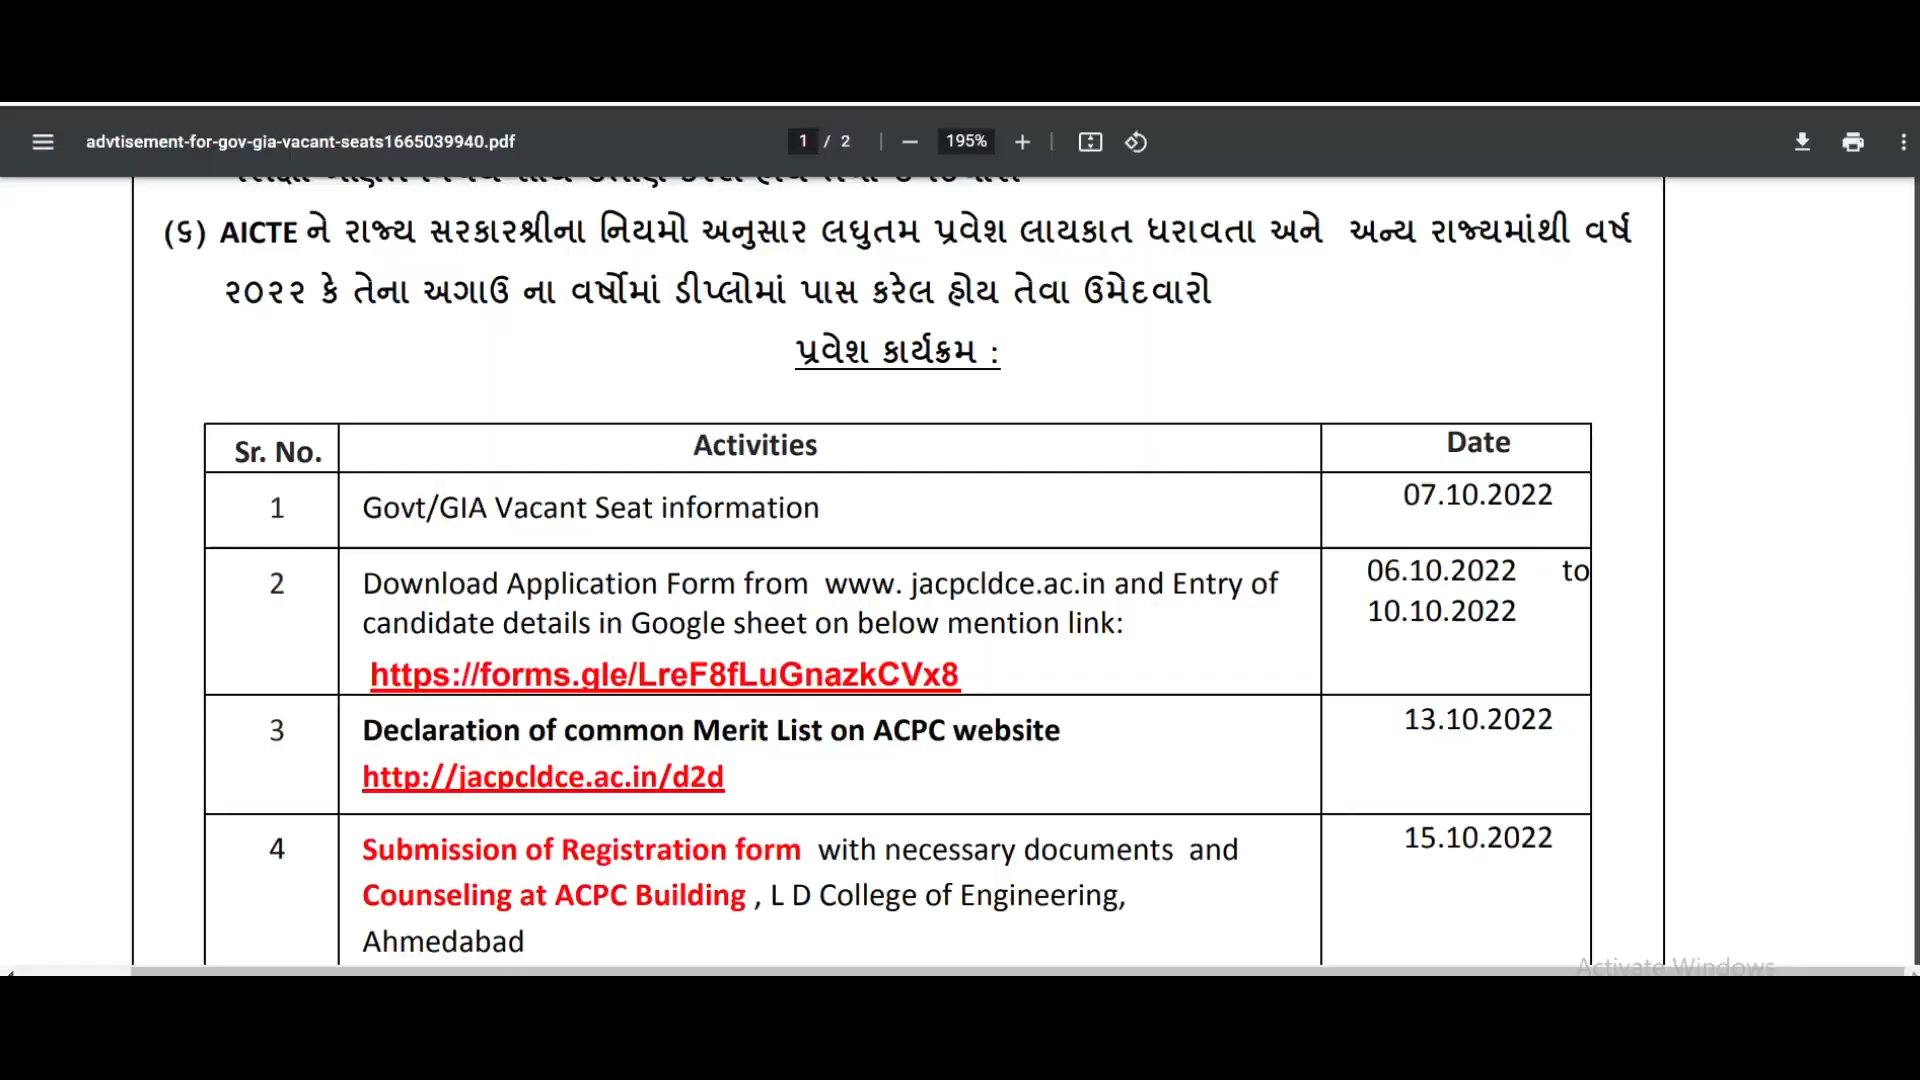 advtisement-for-gov-gia-vacant-seats1665039940.pdf
1 / 2
195%
(૬) AICTE ને રાજ્ય સરકારશ્રીના નિયમો અનુસાર લઘુતમ પ્રવેશ લાયકાત ધરાવતા અને અન્ય રાજ્યમાંથી વર્ષ
૨૦૨૨ કે તેના અગાઉ ના વર્ષોમાં ડીપ્લોમાં પાસ કરેલ હોય તેવા ઉમેદવારો
પ્રવેશ કાર્યક્રમ :
Sr. No. Activities Date
1 Govt/GIA Vacant Seat information 07.10.2022
2 Download Application Form from www. jacpcldce.ac.in and Entry of 06.10.2022 to
candidate details in Google sheet on below mention link: 10.10.2022
https://forms.gle/LreF8fLuGnazkCVx8
3 Declaration of common Merit List on ACPC website 13.10.2022
http://jacpcldce.ac.in/d2d
4 Submission of Registration form with necessary documents and 15.10.2022
Counseling at ACPC Building , L D College of Engineering,
Ahmedabad
Activate Windows